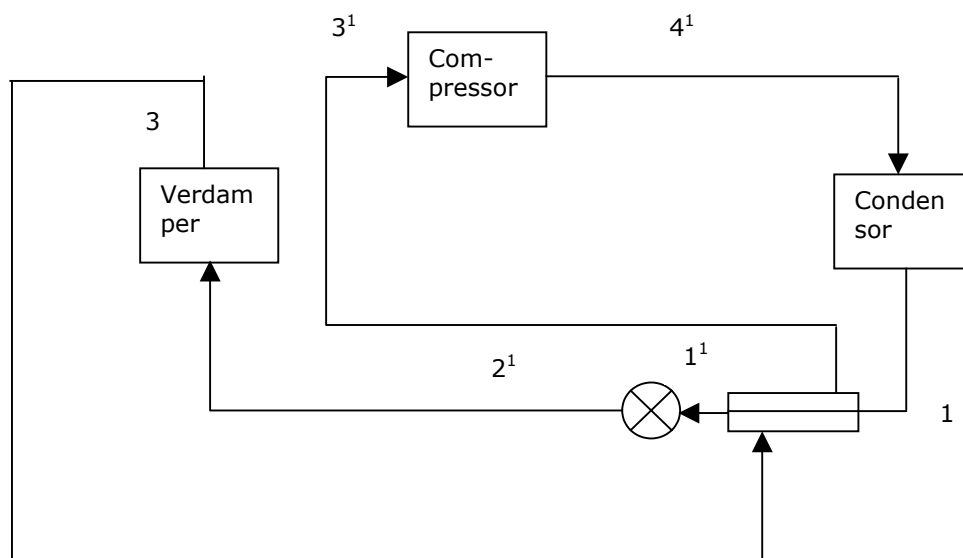 3¹
4¹
Com-
pressor
3
Verdam
per
Conden
sor
1¹
2¹
1